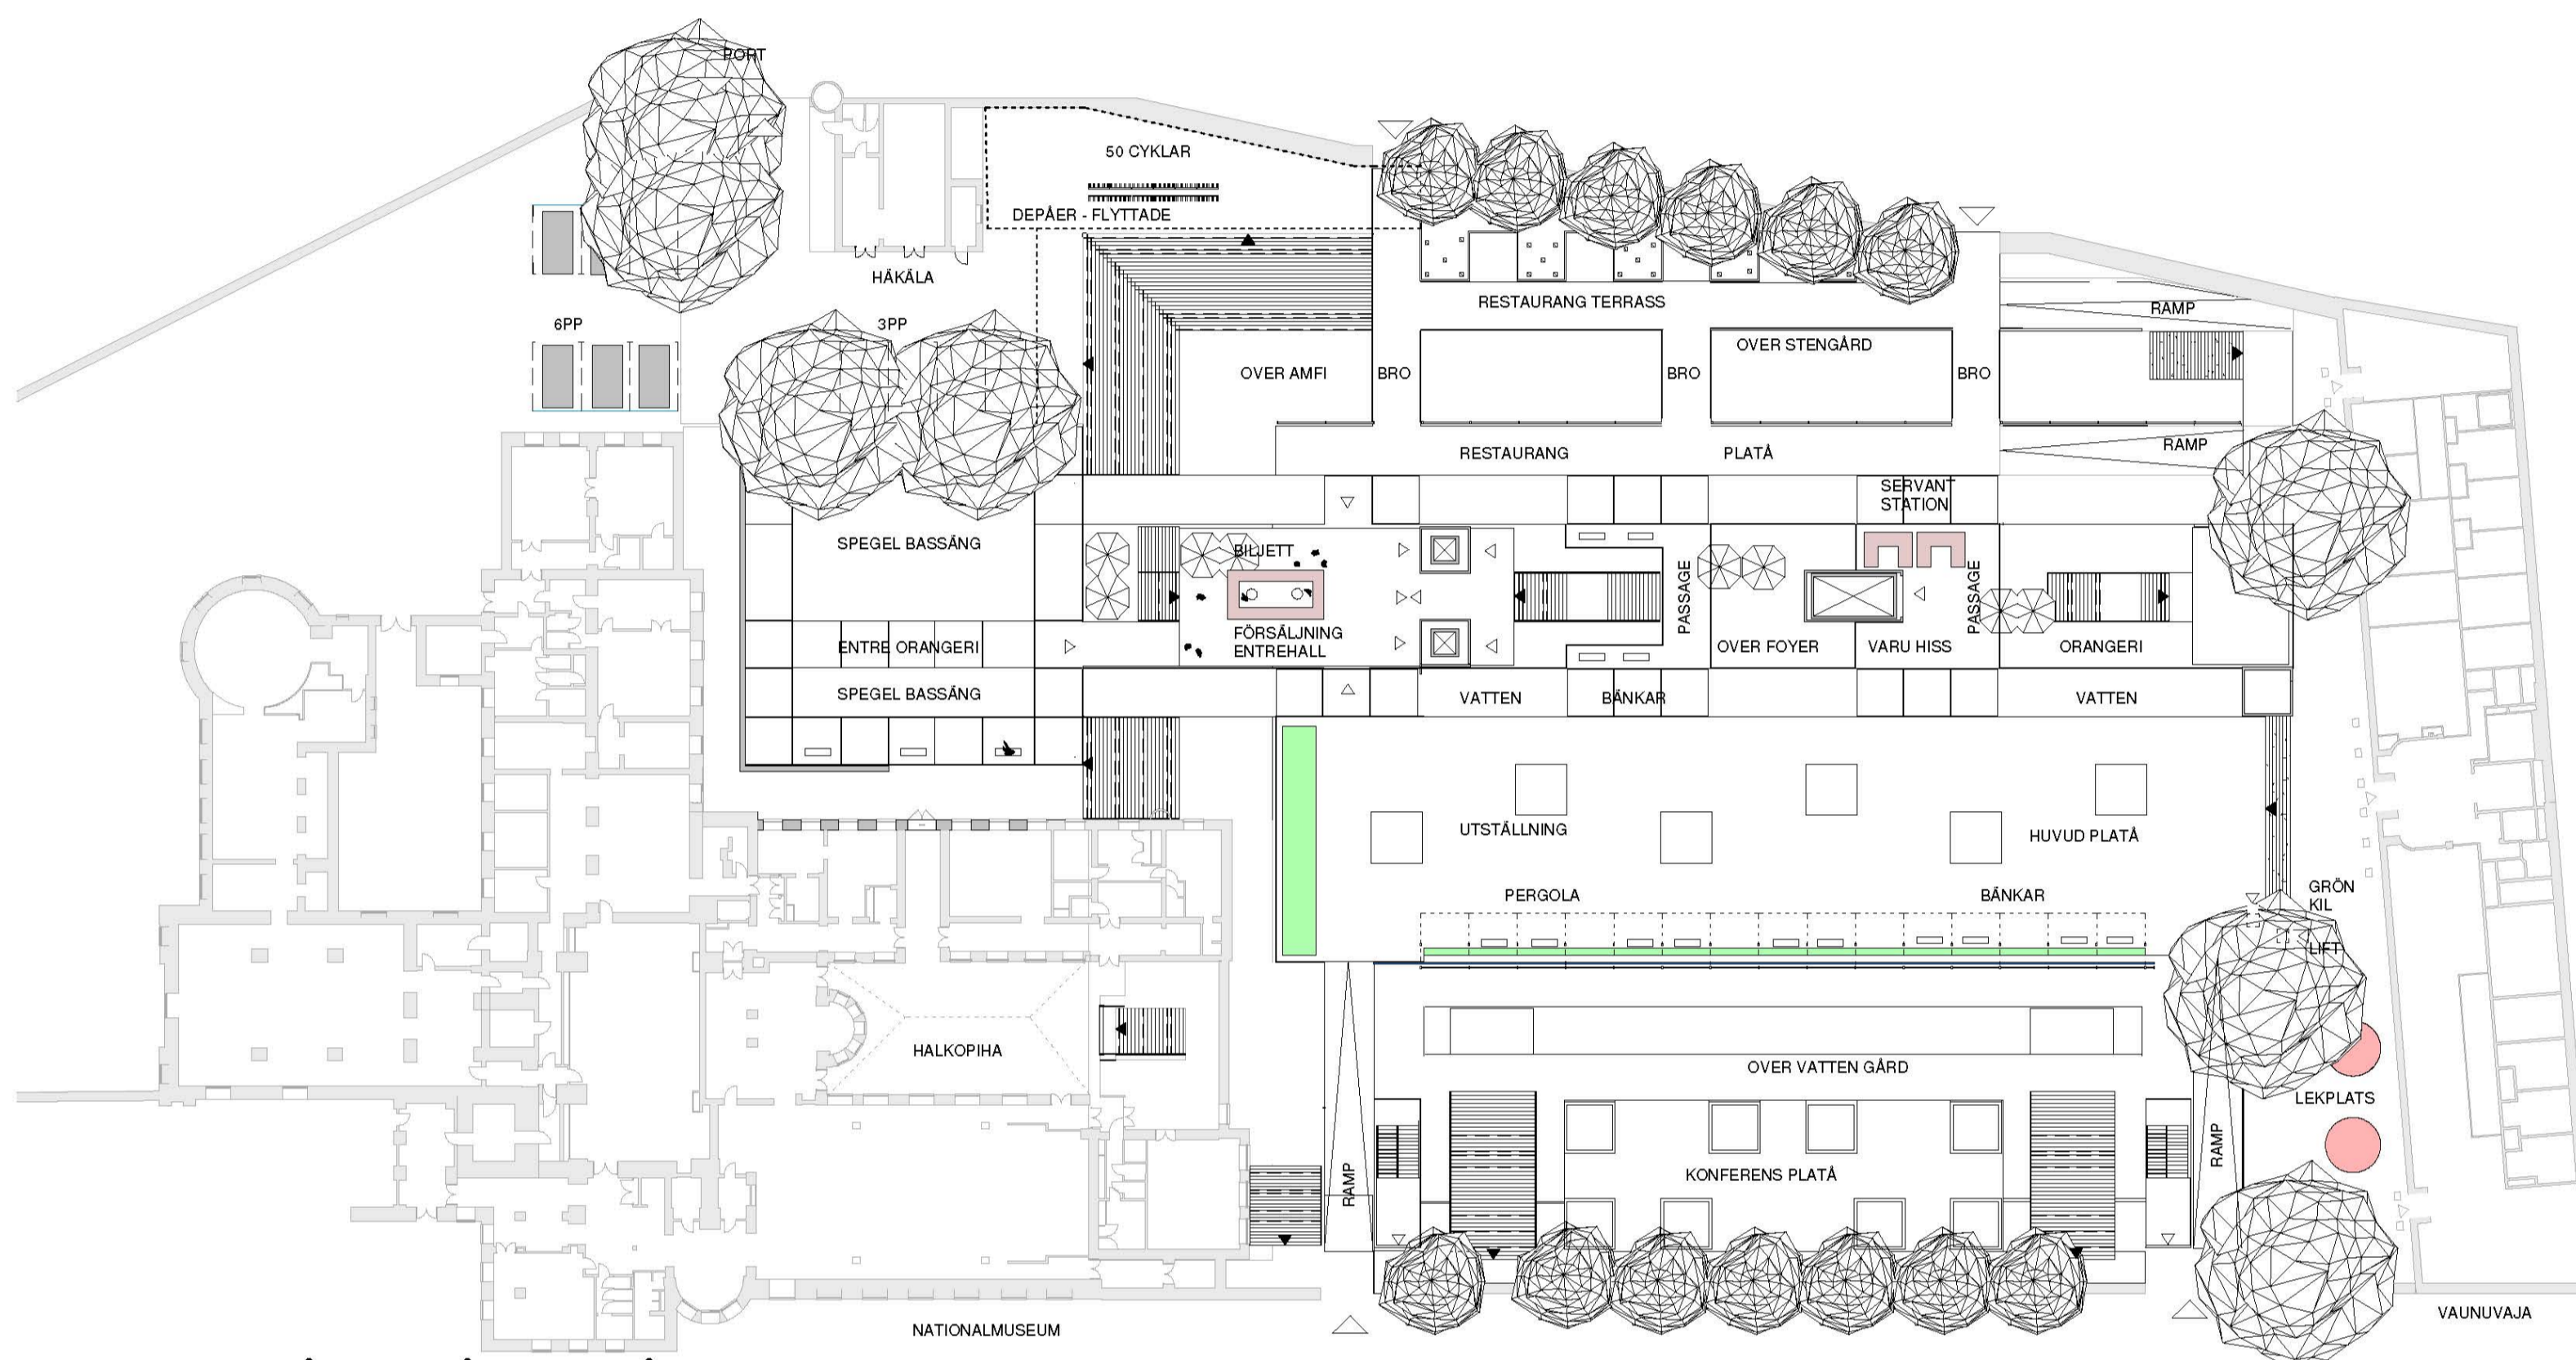 PORT
50 CYKLAR
DEPÅER - FLYTTADE
HÄKÄLA
RESTAURANG TERRASS
RAMP
6PP
3PP
OVER STENGÅRD
OVER AMFI
BRO
BRO
BRO
RESTAURANG
PLATÅ
RAMP
SERVANT
STATION
SPEGEL BASSÄNG
BILJETT
PASSAGE
PASSAGE
FÖRSÄLJNING
ENTREHALL
ENTRE ORANGERI
OVER FOYER
VARU HISS
ORANGERI
SPEGEL BASSÄNG
VATTEN
BÄNKAR
VATTEN
UTSTÄLLNING
HUVUD PLATÅ
PERGOLA
BÄNKAR
GRÖN
KIL
LIFT
HALKOPIHA
OVER VATTEN GÅRD
LEKPLATS
RAMP
KONFERENS PLATÅ
RAMP
NATIONALMUSEUM
VAUNUVAJA